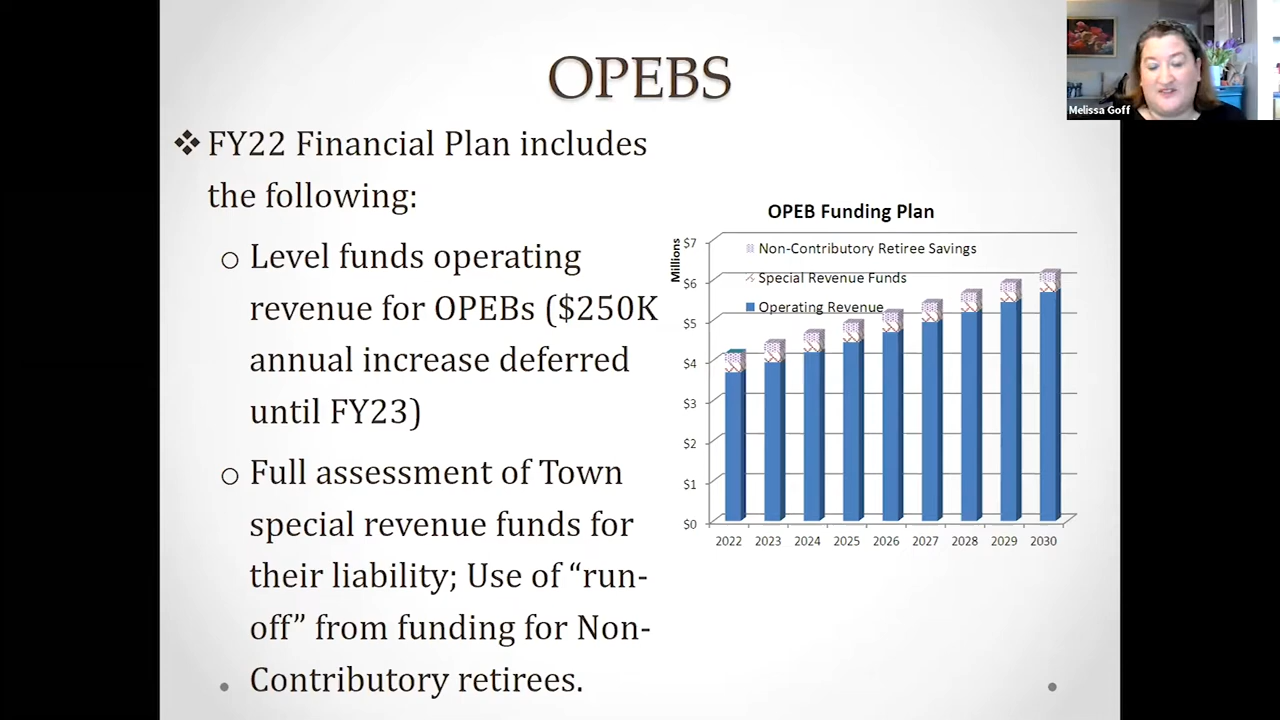 OPEBS
Melissa Goff
❖ FY22 Financial Plan includes
the following:
o Level funds operating
revenue for OPEBs ($250K
annual increase deferred
until FY23)
o Full assessment of Town
special revenue funds for
their liability; Use of “run-
off” from funding for Non-
Contributory retirees.
OPEB Funding Plan
Millions
$7
$6
$5
$4
$3
$2
$1
$0
Non-Contributory Retiree Savings
Special Revenue Funds
Operating Revenue
2022 2023 2024 2025 2026 2027 2028 2029 2030